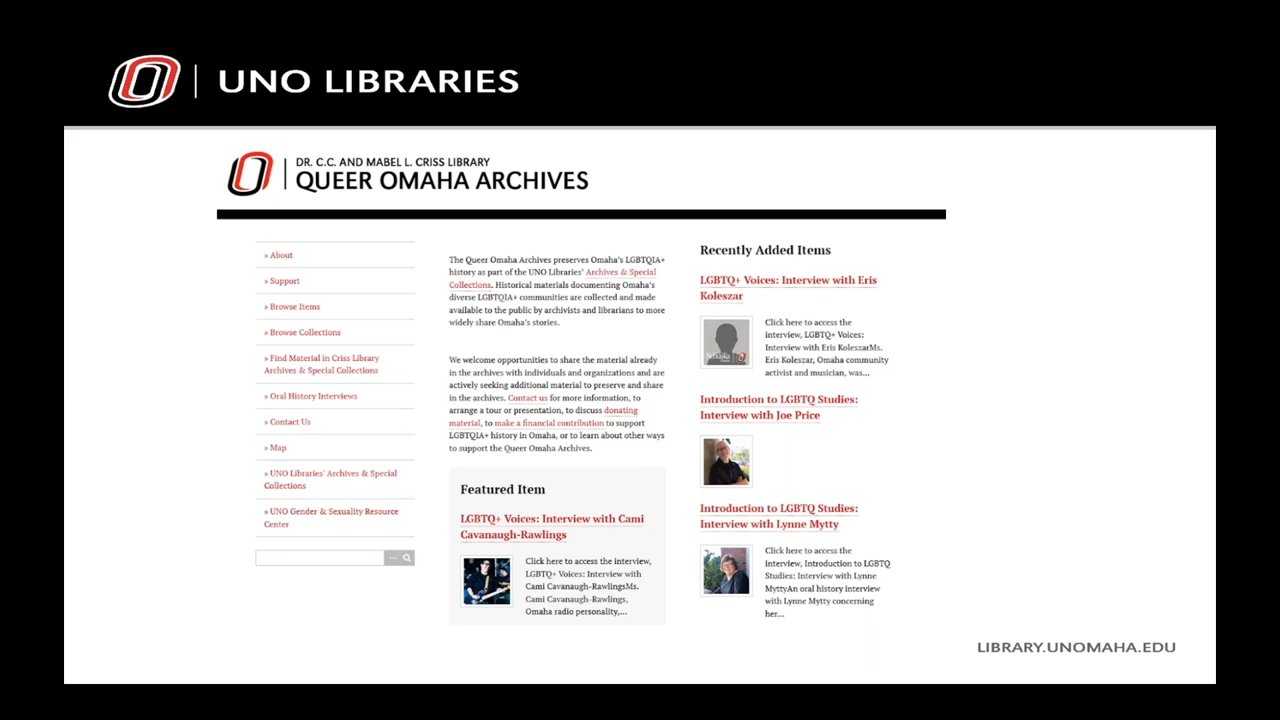 UNO LIBRARIES
DR. C.C. AND MABEL L. CRISS LIBRARY
QUEER OMAHA ARCHIVES
» About
» Support
» Browse Items
» Browse Collections
» Find Material in Criss Library
Archives & Special Collections
» Oral History Interviews
» Contact Us
» Map
» UNO Libraries' Archives & Special
Collections
» UNO Gender & Sexuality Resource
Center
The Queer Omaha Archives preserves Omaha's LGBTQIA+
history as part of the UNO Libraries' Archives & Special
Collections. Historical materials documenting Omaha's
diverse LGBTQIA+ communities are collected and made
available to the public by archivists and librarians to more
widely share Omaha's stories.
We welcome opportunities to share the material already
in the archives with individuals and organizations and are
actively seeking additional material to preserve and share
in the archives. Contact us for more information, to
arrange a tour or presentation, to discuss donating
material, to make a financial contribution to support
LGBTQIA+ history in Omaha, or to learn about other ways
to support the Queer Omaha Archives.
Featured Item
LGBTQ+ Voices: Interview with Cami
Cavanaugh-Rawlings
Click here to access the interview,
LGBTQ+ Voices: Interview with
Cami Cavanaugh-RawlingsMs.
Cami Cavanaugh-Rawlings,
Omaha radio personality,...
Recently Added Items
LGBTQ+ Voices: Interview with Eris
Koleszar
Click here to access the
interview, LGBTQ+ Voices:
Interview with Eris KoleszarMs.
Eris Koleszar, Omaha community
activist and musician, was...
Introduction to LGBTQ Studies:
Interview with Joe Price
Introduction to LGBTQ Studies:
Interview with Lynne Mytty
Click here to access the
interview, Introduction to LGBTQ
Studies: Interview with Lynne
MyttyAn oral history interview
with Lynne Mytty concerning
her...
LIBRARY.UNOMAHA.EDU